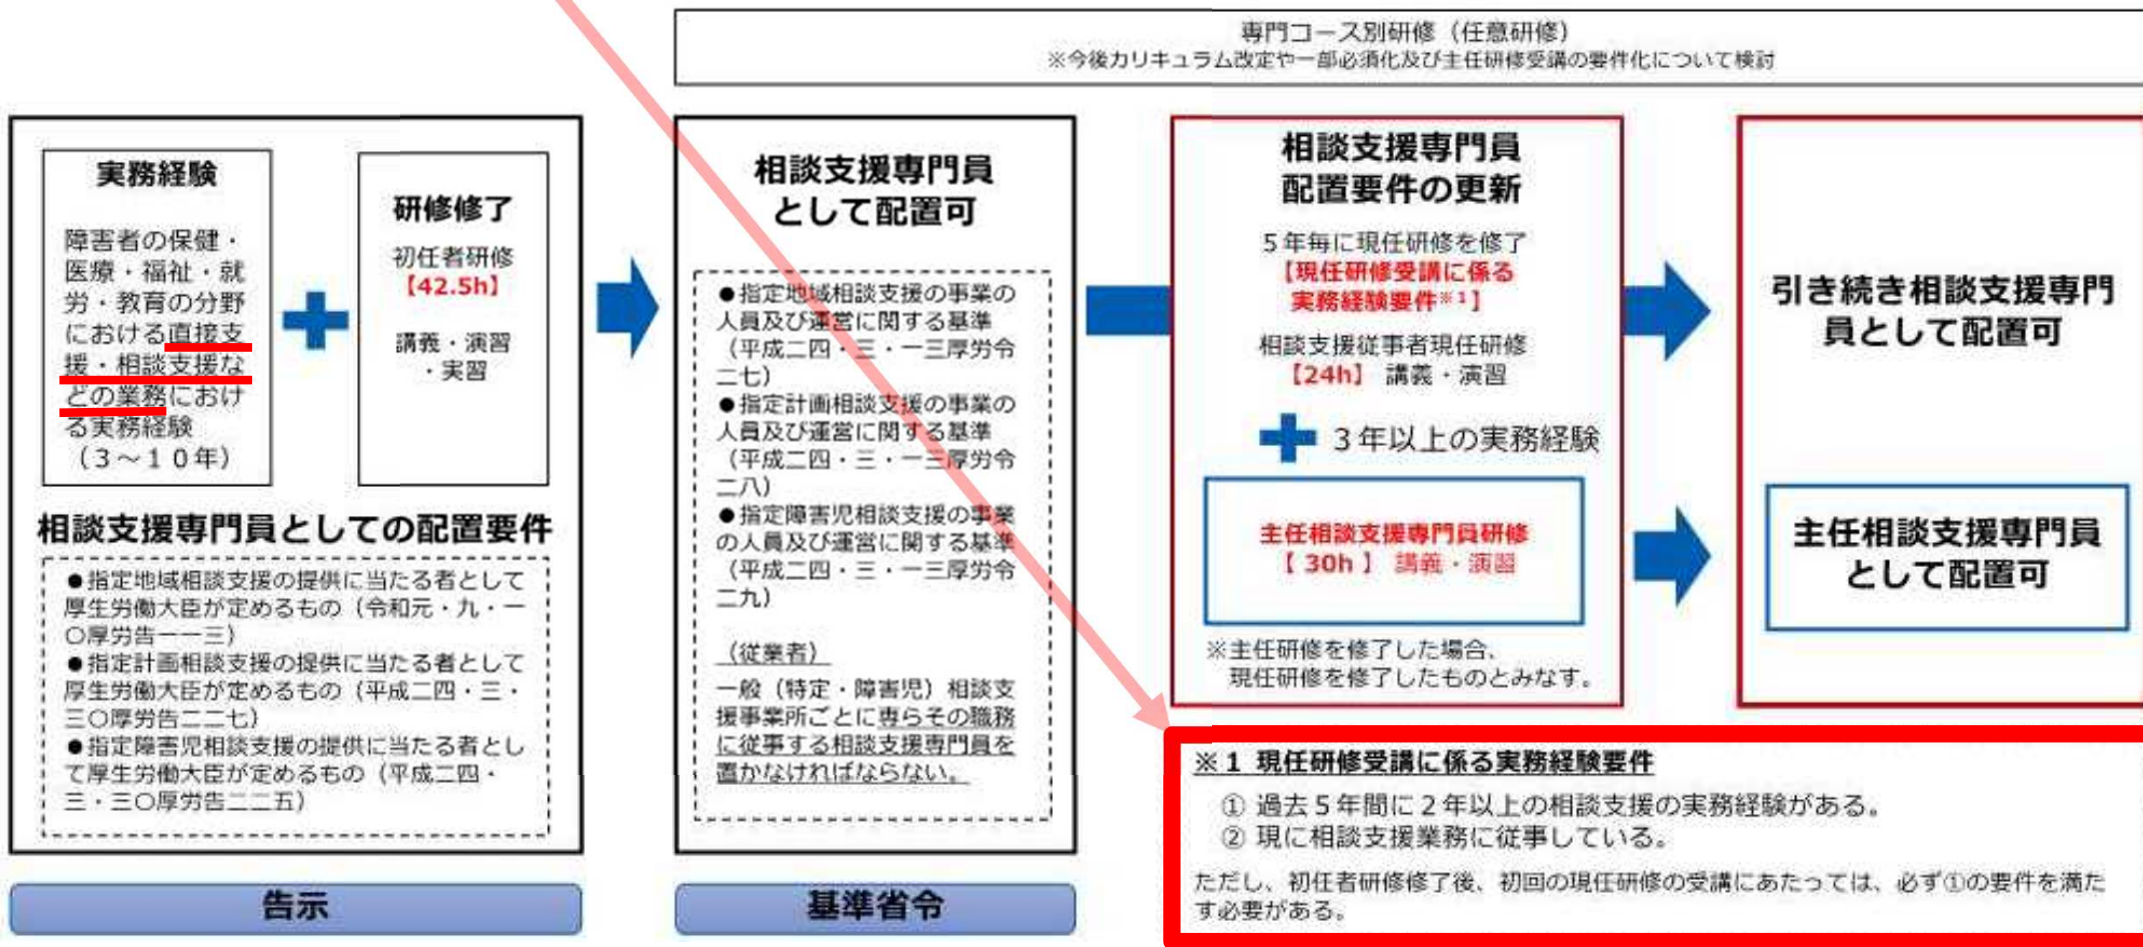 専門コース別研修（任意研修）
※今後カリキュラム改定や一部必須化及び主任研修受講の要件化について検討
実務経験
障害者の保健・
医療・福祉・就
労・教育の分野
における直接支
援・相談支援な
どの業務におけ
る実務経験
（３～１０年）
研修修了
初任者研修
【42.5h】
講義・演習
・実習
相談支援専門員としての配置要件
●指定地域相談支援の提供に当たる者として
厚生労働大臣が定めるもの（令和元・九・一
〇厚労告一一三）
●指定計画相談支援の提供に当たる者として
厚生労働大臣が定めるもの（平成二四・三・
三〇厚労告二二七）
●指定障害児相談支援の提供に当たる者とし
て厚生労働大臣が定めるもの（平成二四・
三・三〇厚労告二二五）
告示
相談支援専門員
として配置可
●指定地域相談支援の事業の
人員及び運営に関する基準
（平成二四・三・一三厚労令
二七）
●指定計画相談支援の事業の
人員及び運営に関する基準
（平成二四・三・一三厚労令
二八）
●指定障害児相談支援の事業
の人員及び運営に関する基準
（平成二四・三・一三厚労令
二九）
（従業者）
一般（特定・障害児）相談支
援事業所ごとに専らその職務
に従事する相談支援専門員を
置かなければならない。
基準省令
相談支援専門員
配置要件の更新
５年毎に現任研修を修了
【現任研修受講に係る
実務経験要件※１】
相談支援従事者現任研修
【24h】 講義・演習
３年以上の実務経験
主任相談支援専門員研修
【 30h 】 講義・演習
※主任研修を修了した場合、
現任研修を修了したものとみなす。
引き続き相談支援専門
員として配置可
主任相談支援専門員
として配置可
※１ 現任研修受講に係る実務経験要件
① 過去５年間に２年以上の相談支援の実務経験がある。
② 現に相談支援業務に従事している。
ただし、初任者研修修了後、初回の現任研修の受講にあたっては、必ず①の要件を満た
す必要がある。